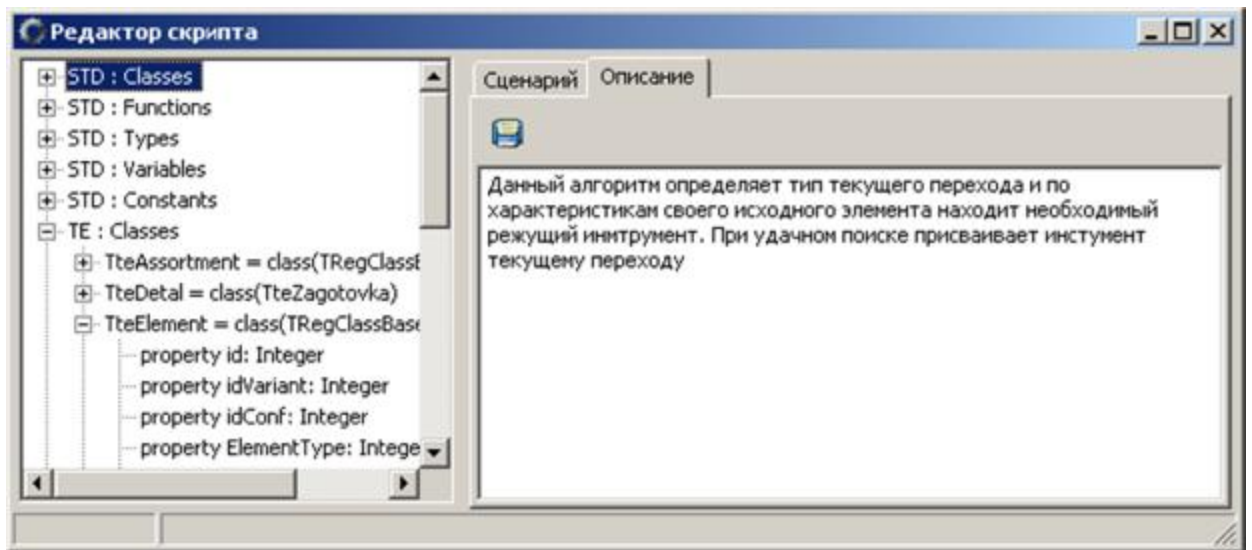 Редактор скрипта
STD : Classes
STD : Functions
STD : Types
STD : Variables
STD : Constants
TE : Classes
TteAssortment = class(TRegClassB
TteDetal = class(TteZagotovka)
TteElement = class(TRegClassBase
property id: Integer
property idVariant: Integer
property idConf: Integer
property ElementType: Intege
Сценарий Описание
Данный алгоритм определяет тип текущего перехода и по
характеристикам своего исходного элемента находит необходимый
режущий инмтрумент. При удачном поиске присваивает инстумент
текущему переходу